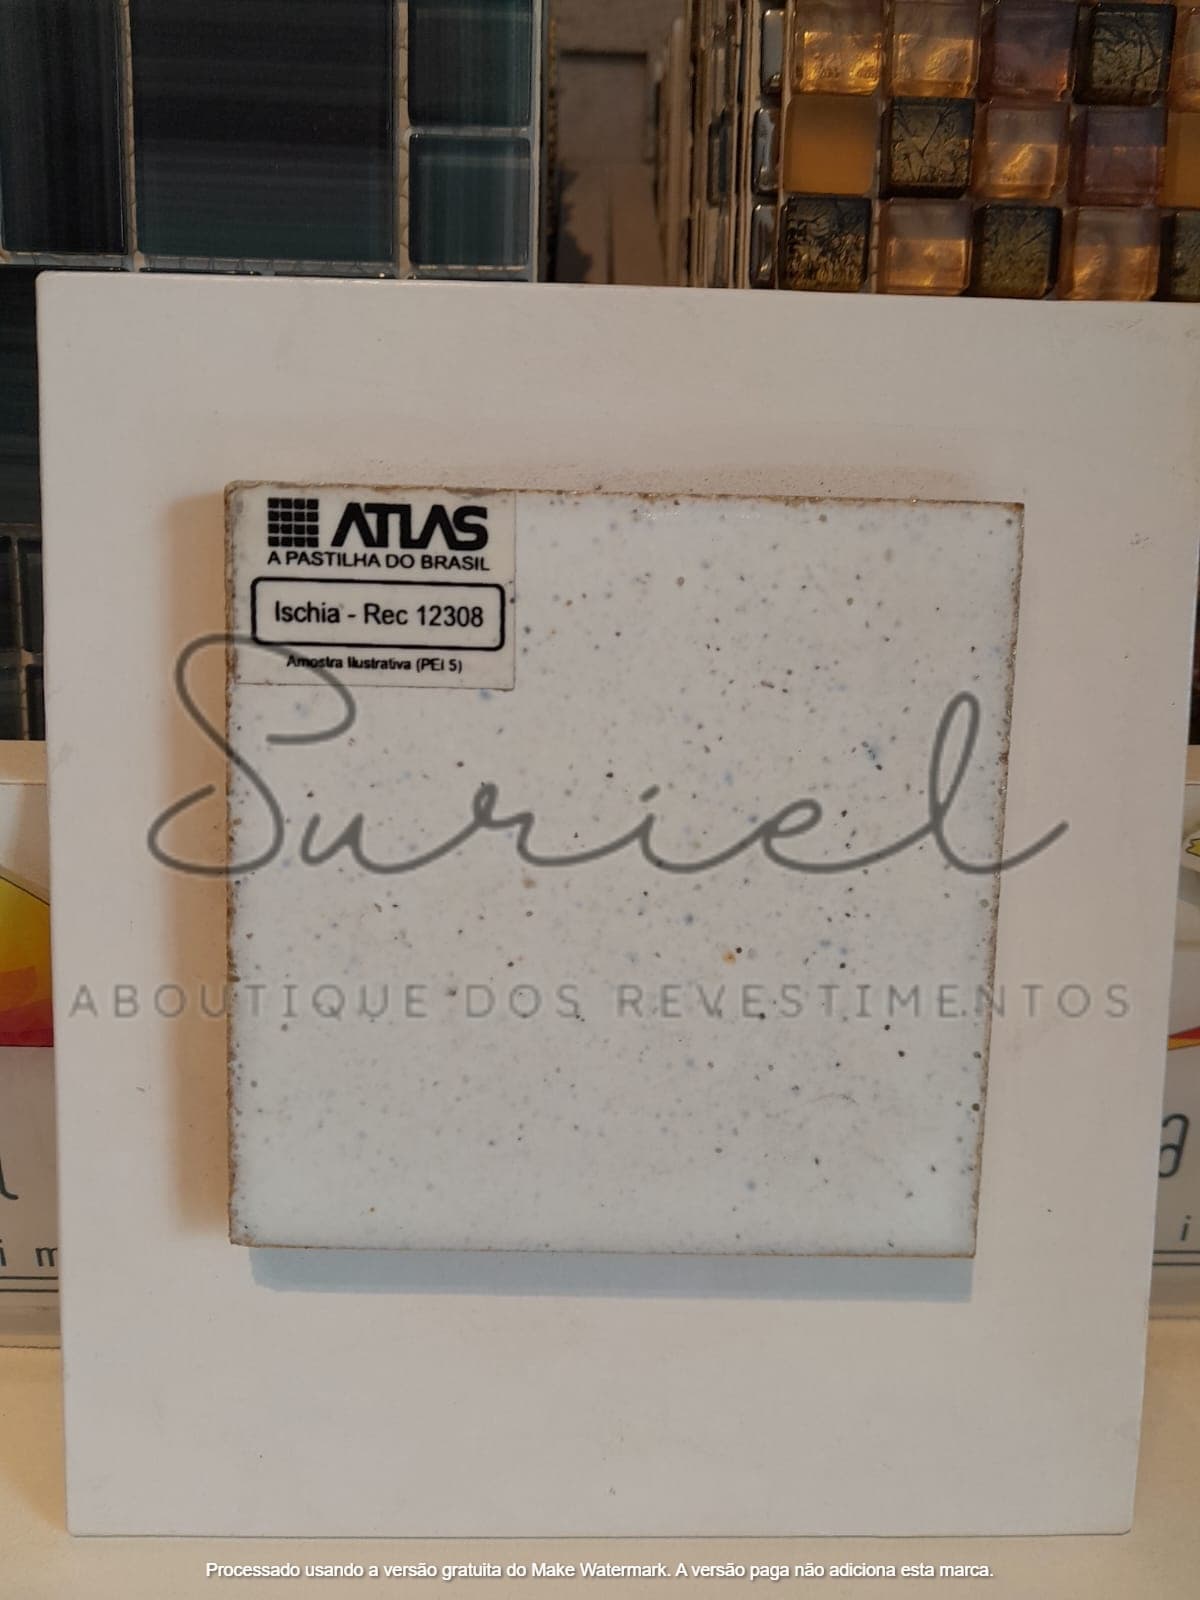 ATLAS
A PASTILHA DO BRASIL
Ischia - Rec 12308
Amostra Ilustrativa (PEI 5)
Suriel
ABOUTIQUE DOS REVESTIMENTOS
Processado usando a versão gratuita do Make Watermark. A versão paga não adiciona esta marca.